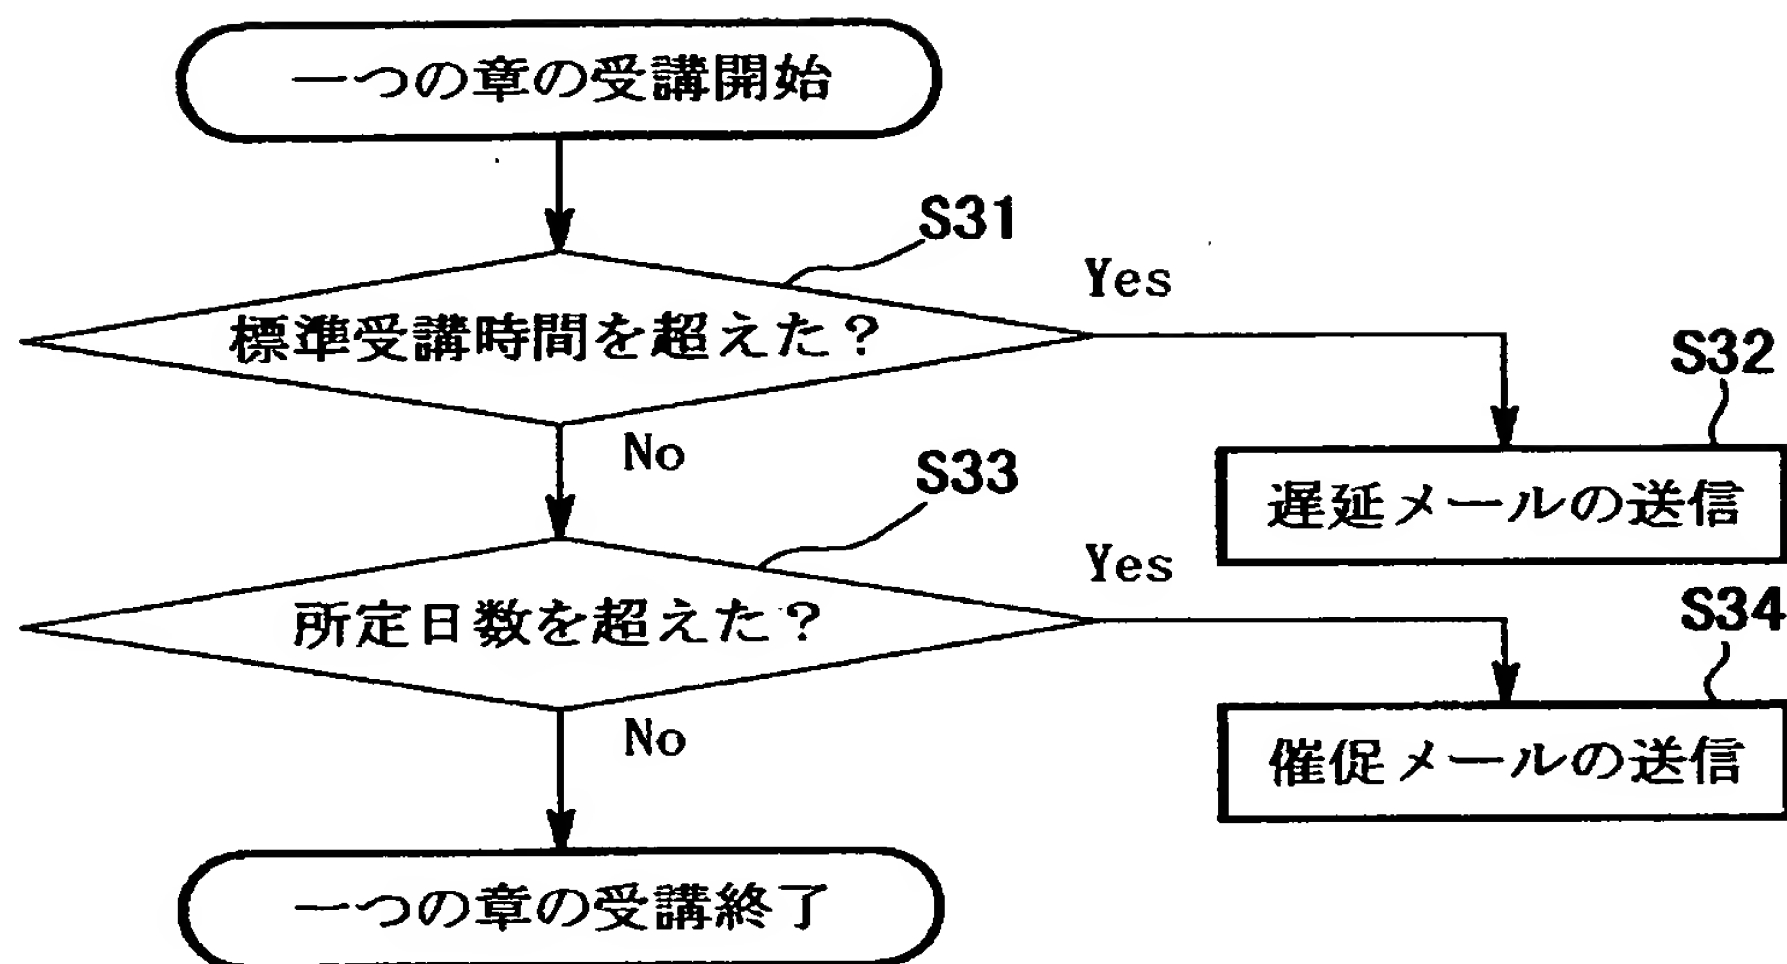 一つの章の受講開始
S31
標準受講時間を超えた？
Yes
S32
遅延メールの送信
No
S33
所定日数を超えた？
Yes
S34
催促メールの送信
No
一つの章の受講終了